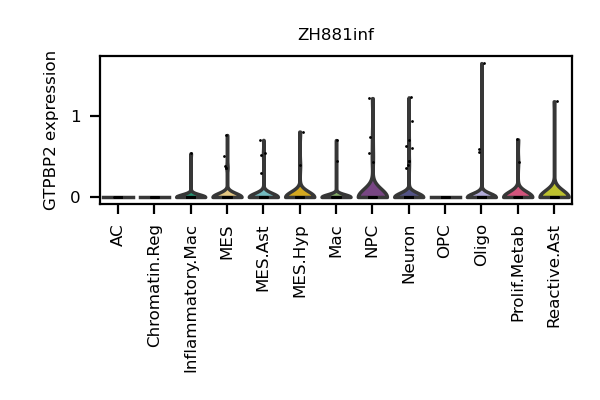 ZH881inf
GTPBP2 expression
1
0
AC
Chromatin.Reg
Inflammatory.Mac
MES
MES.Ast
MES.Hyp
Mac
NPC
Neuron
OPC
Oligo
Prolif.Metab
Reactive.Ast